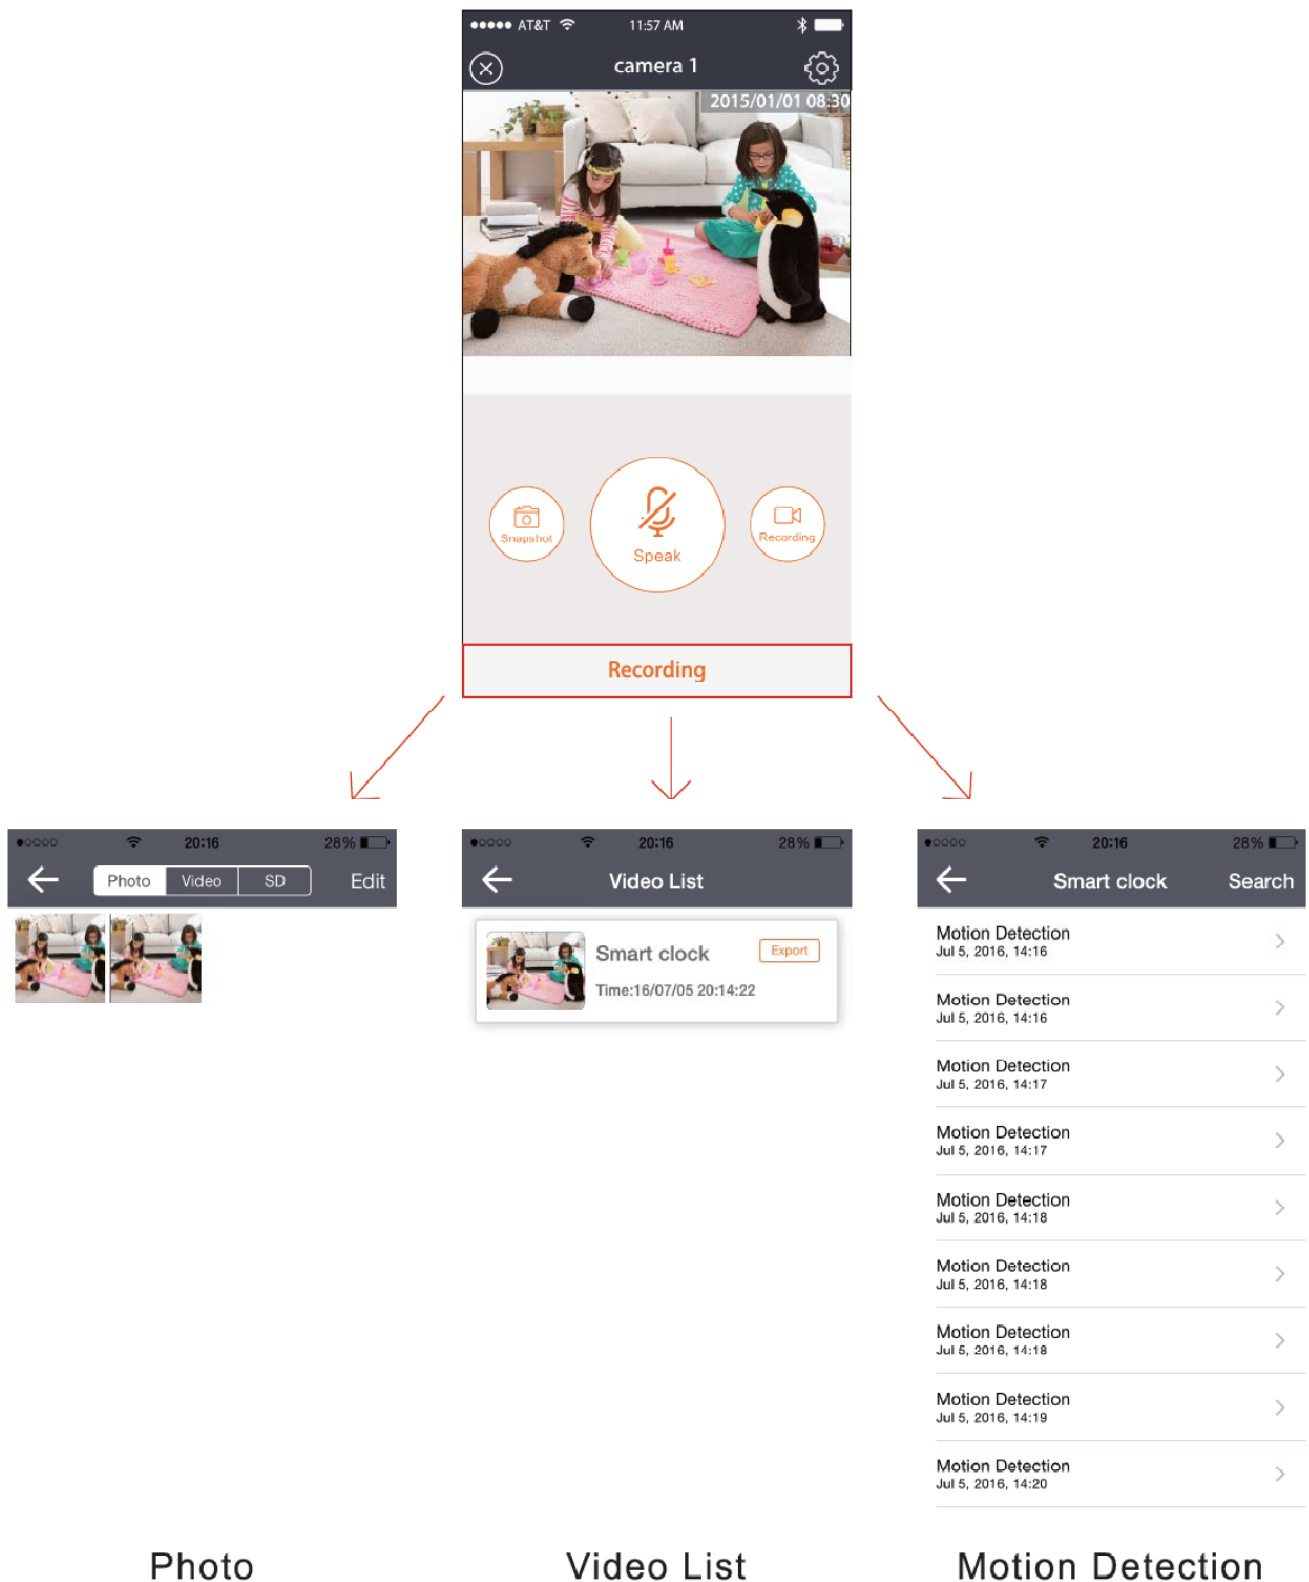 AT&T 11:57 AM
camera 1
2015/01/01 08:30
Snapshot
Speak
Recording
Recording
20:16 28%
Photo Video SD Edit
20:16 28%
Video List
Smart clock Export
Time:16/07/05 20:14:22
20:16 28%
Smart clock Search
Motion Detection
Jul 5, 2016, 14:16
Motion Detection
Jul 5, 2016, 14:16
Motion Detection
Jul 5, 2016, 14:17
Motion Detection
Jul 5, 2016, 14:17
Motion Detection
Jul 5, 2016, 14:18
Motion Detection
Jul 5, 2016, 14:18
Motion Detection
Jul 5, 2016, 14:18
Motion Detection
Jul 5, 2016, 14:19
Motion Detection
Jul 5, 2016, 14:20
Photo
Video List
Motion Detection